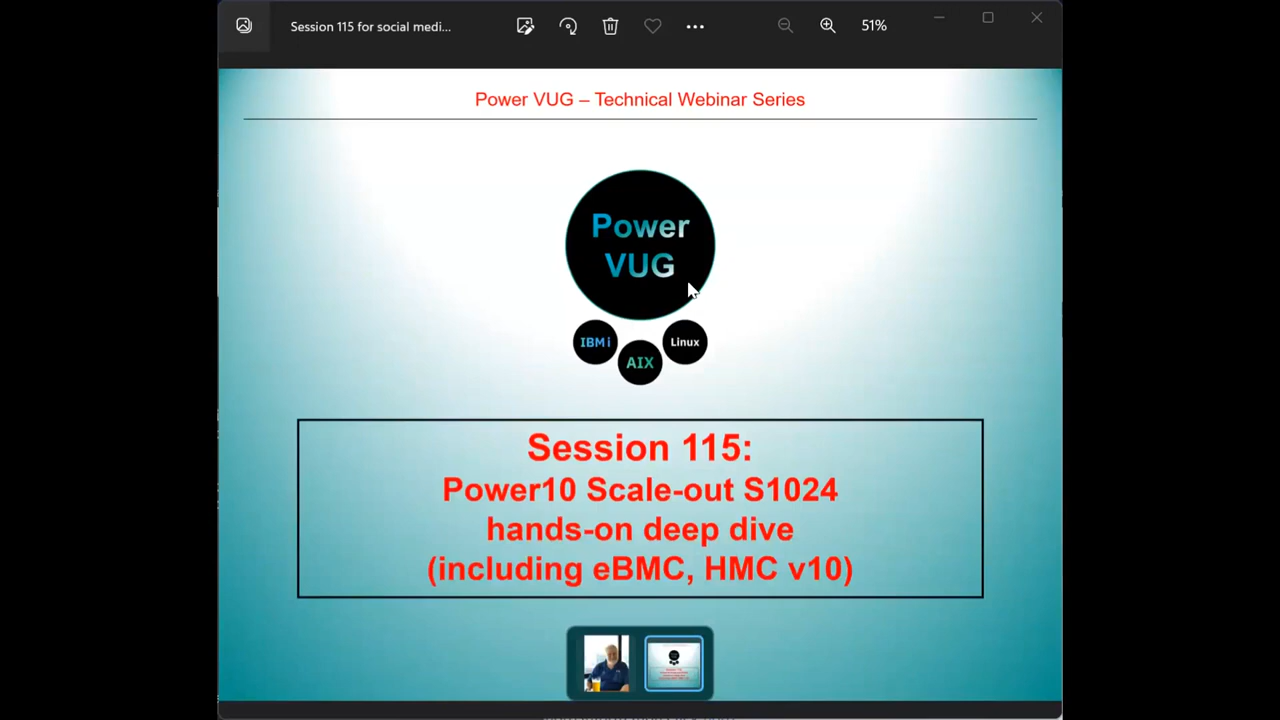 Session 115 for social medi...
51%
Power VUG – Technical Webinar Series
Power
VUG
IBM i
AIX
Linux
Session 115:
Power10 Scale-out S1024
hands-on deep dive
(including eBMC, HMC v10)